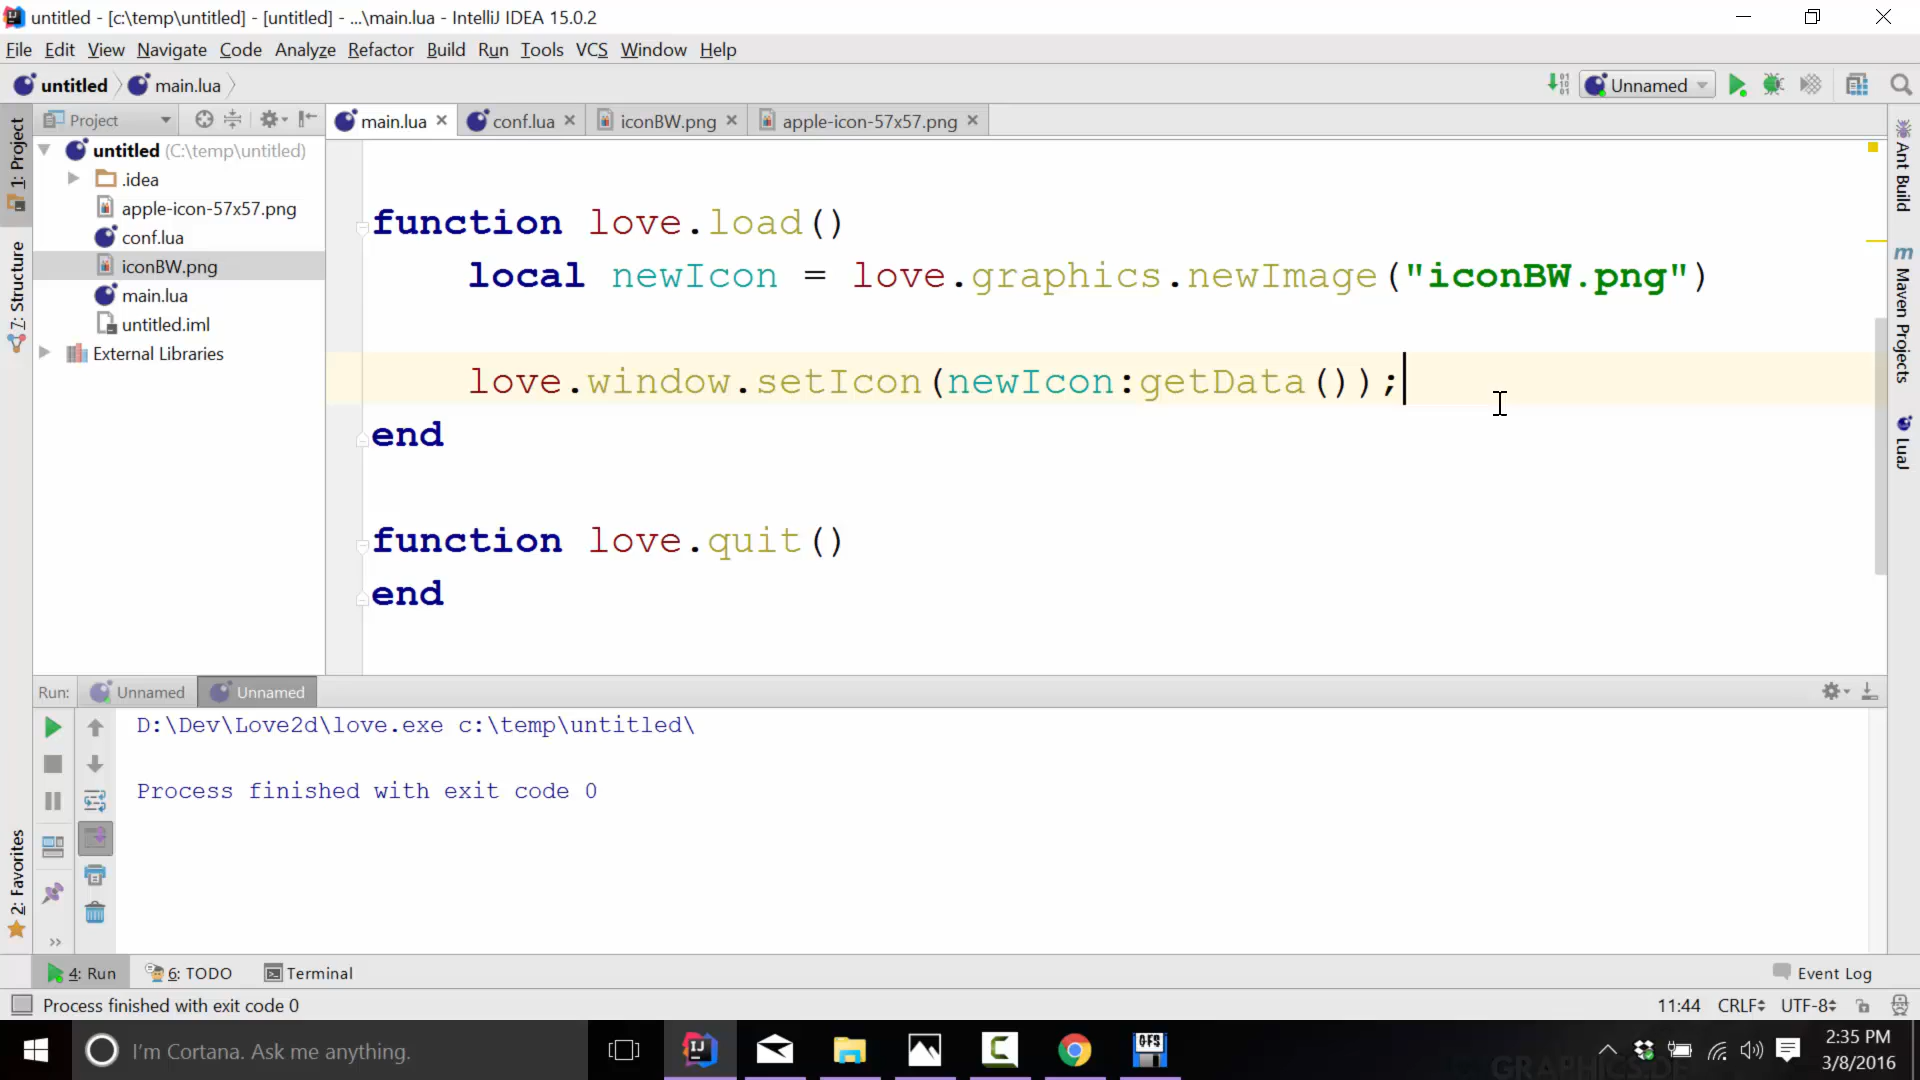 untitled - [c:\temp\untitled] - [untitled] - ...\main.lua - IntelliJ IDEA 15.0.2
File Edit View Navigate Code Analyze Refactor Build Run Tools VCS Window Help
untitled main.lua Unnamed
Project main.lua conf.lua iconBW.png apple-icon-57x57.png
untitled (C:\temp\untitled)
.idea
apple-icon-57x57.png
conf.lua
iconBW.png
main.lua
untitled.iml
External Libraries
1: Project
7: Structure
2: Favorites
function love.load()
local newIcon = love.graphics.newImage("iconBW.png")
love.window.setIcon(newIcon:getData());
end
function love.quit()
end
Ant Build
m
Maven Projects
LuaJ
Run: Unnamed Unnamed
D:\Dev\Love2d\love.exe c:\temp\untitled\
Process finished with exit code 0
4: Run 6: TODO Terminal Event Log
Process finished with exit code 0 11:44 CRLF UTF-8
I'm Cortana. Ask me anything.
IJ
GFS
2:35 PM
3/8/2016